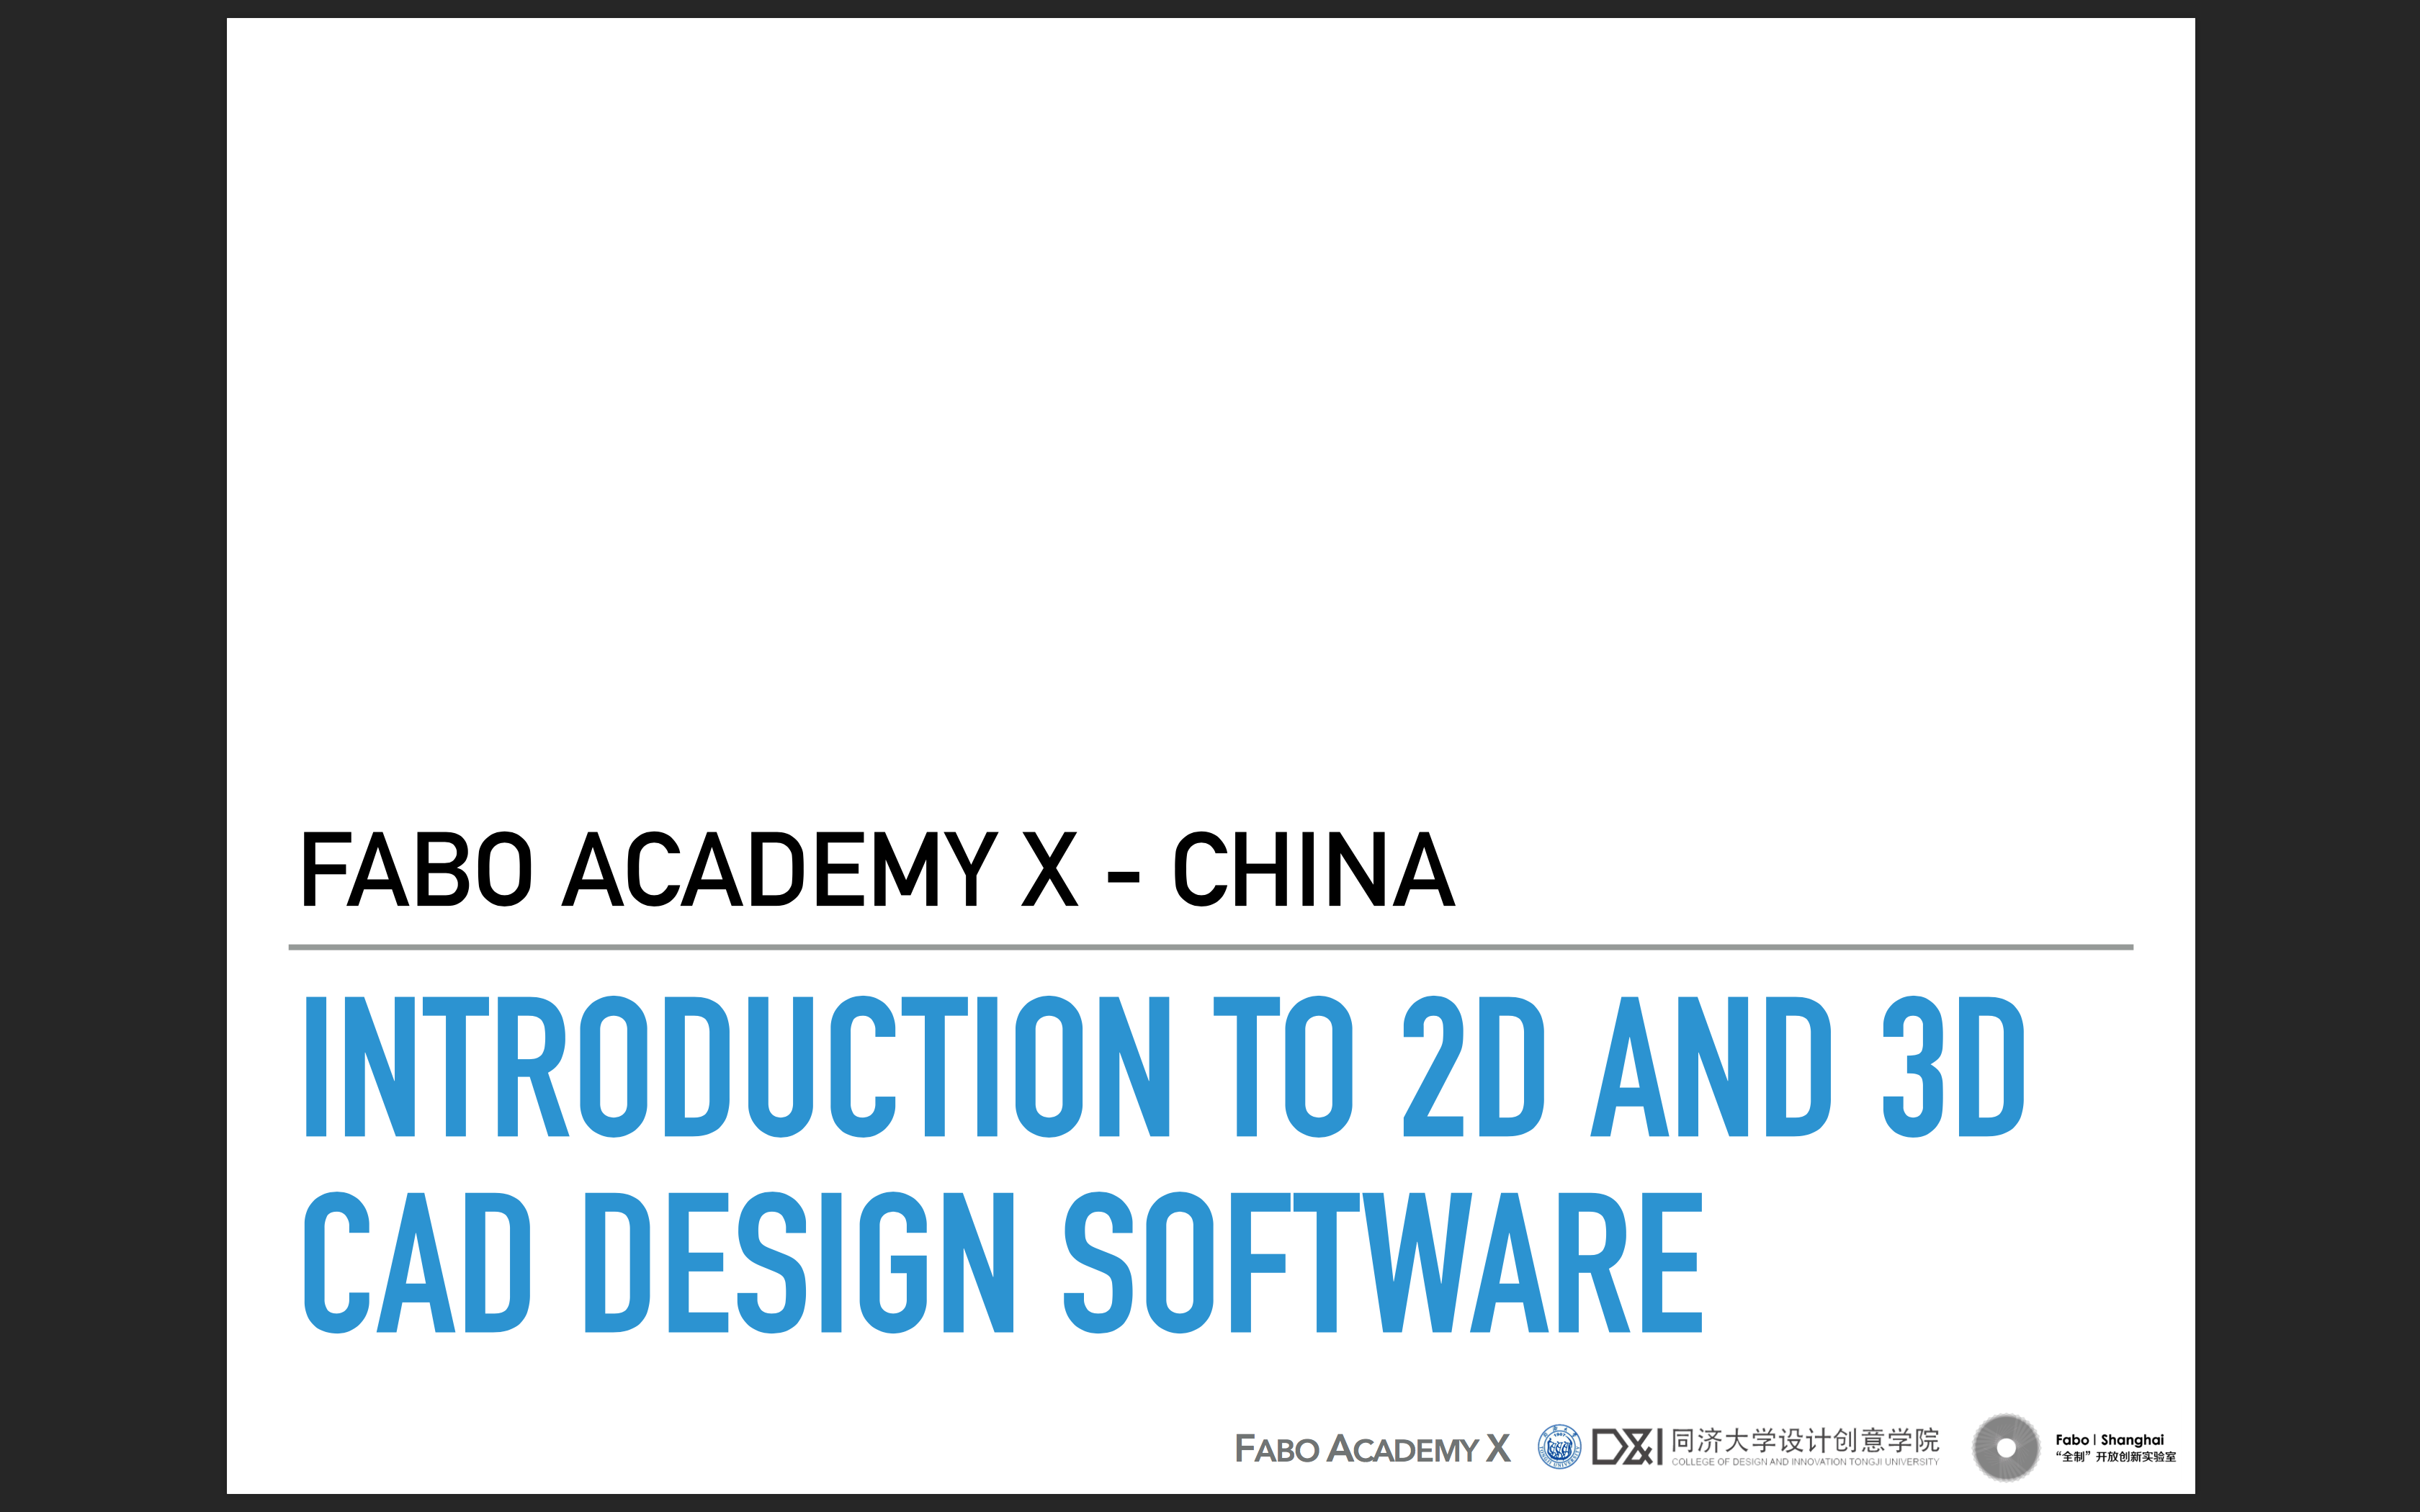 FABO ACADEMY X - CHINA
INTRODUCTION TO 2D AND 3D
CAD DESIGN SOFTWARE
FABO ACADEMY X
D&I
同济大学设计创意学院
COLLEGE OF DESIGN AND INNOVATION TONGJI UNIVERSITY
Fabo | Shanghai
“全制” 开放创新实验室